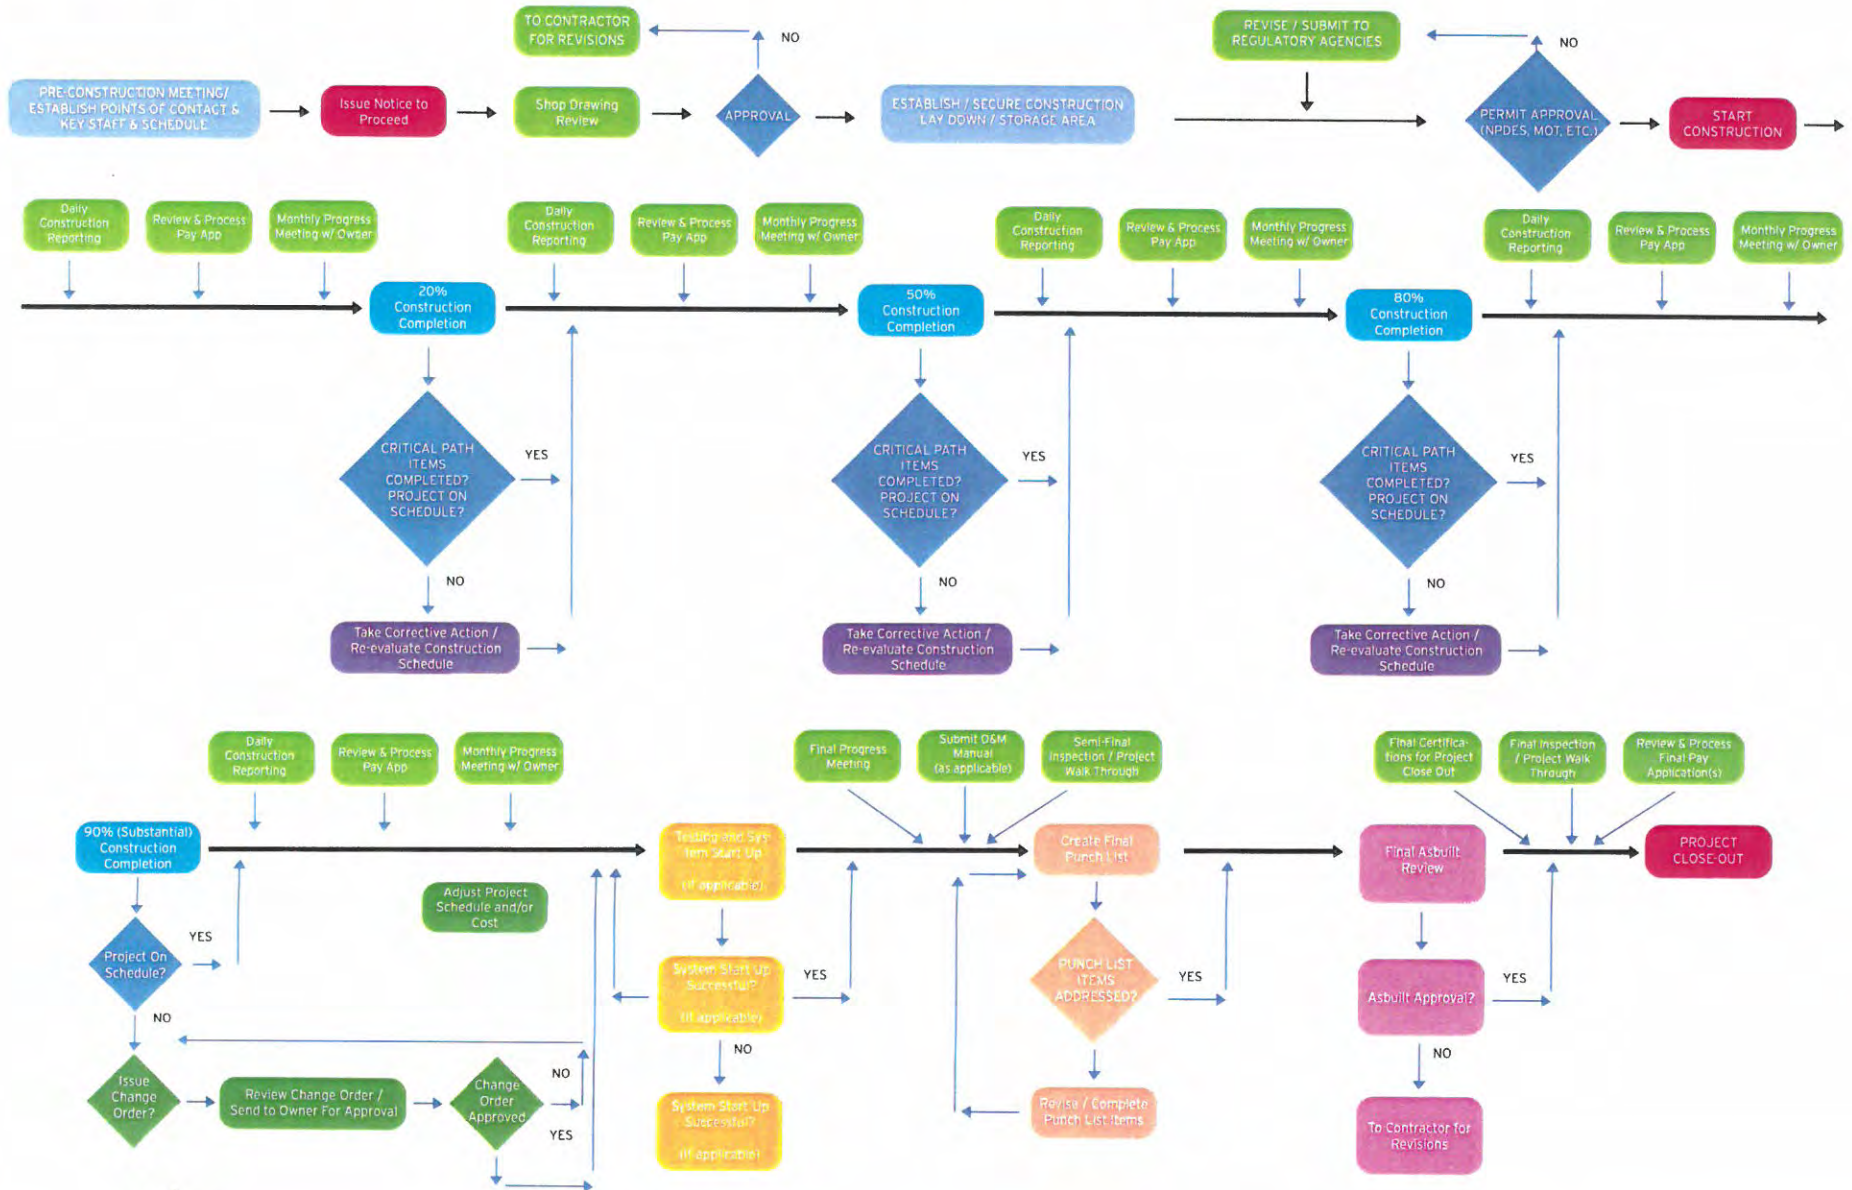 TO CONTRACTOR
FOR REVISIONS
NO
REVISE / SUBMIT TO
REGULATORY AGENCIES
NO
PRE-CONSTRUCTION MEETING/
ESTABLISH POINTS OF CONTACT &
KEY STAFF & SCHEDULE
Issue Notice to
Proceed
Shop Drawing
Review
APPROVAL
ESTABLISH / SECURE CONSTRUCTION
LAY DOWN / STORAGE AREA
PERMIT APPROVAL
(NPDES, MOT, ETC.)
START
CONSTRUCTION
Daily
Construction
Reporting
Review & Process
Pay App
Monthly Progress
Meeting w/ Owner
Daily
Construction
Reporting
Review & Process
Pay App
Monthly Progress
Meeting w/ Owner
Daily
Construction
Reporting
Review & Process
Pay App
Monthly Progress
Meeting w/ Owner
Daily
Construction
Reporting
Review & Process
Pay App
Monthly Progress
Meeting w/ Owner
20%
Construction
Completion
50%
Construction
Completion
80%
Construction
Completion
CRITICAL PATH
ITEMS
COMPLETED?
PROJECT ON
SCHEDULE?
YES
CRITICAL PATH
ITEMS
COMPLETED?
PROJECT ON
SCHEDULE?
YES
CRITICAL PATH
ITEMS
COMPLETED?
PROJECT ON
SCHEDULE?
YES
NO
NO
NO
Take Corrective Action /
Re-evaluate Construction
Schedule
Take Corrective Action /
Re-evaluate Construction
Schedule
Take Corrective Action /
Re-evaluate Construction
Schedule
Daily
Construction
Reporting
Review & Process
Pay App
Monthly Progress
Meeting w/ Owner
Final Progress
Meeting
Submit O&M
Manual
(as applicable)
Semi-Final
Inspection / Project
Walk Through
Final Certifica-
tions for Project
Close Out
Final Inspection
/ Project Walk
Through
Review & Process
Final Pay
Application(s)
90% (Substantial)
Construction
Completion
Testing and Sys-
tem Start Up
(if applicable)
Create Final
Punch List
Final Asbuilt
Review
PROJECT
CLOSE-OUT
Adjust Project
Schedule and/or
Cost
Project On
Schedule?
YES
System Start Up
Successful?
(if applicable)
YES
PUNCH LIST
ITEMS
ADDRESSED?
YES
Asbuilt Approval?
YES
NO
NO
NO
Issue
Change
Order?
Review Change Order /
Send to Owner For Approval
Change
Order
Approved
NO
YES
System Start Up
Successful?
(if applicable)
Revise / Complete
Punch List Items
To Contractor for
Revisions